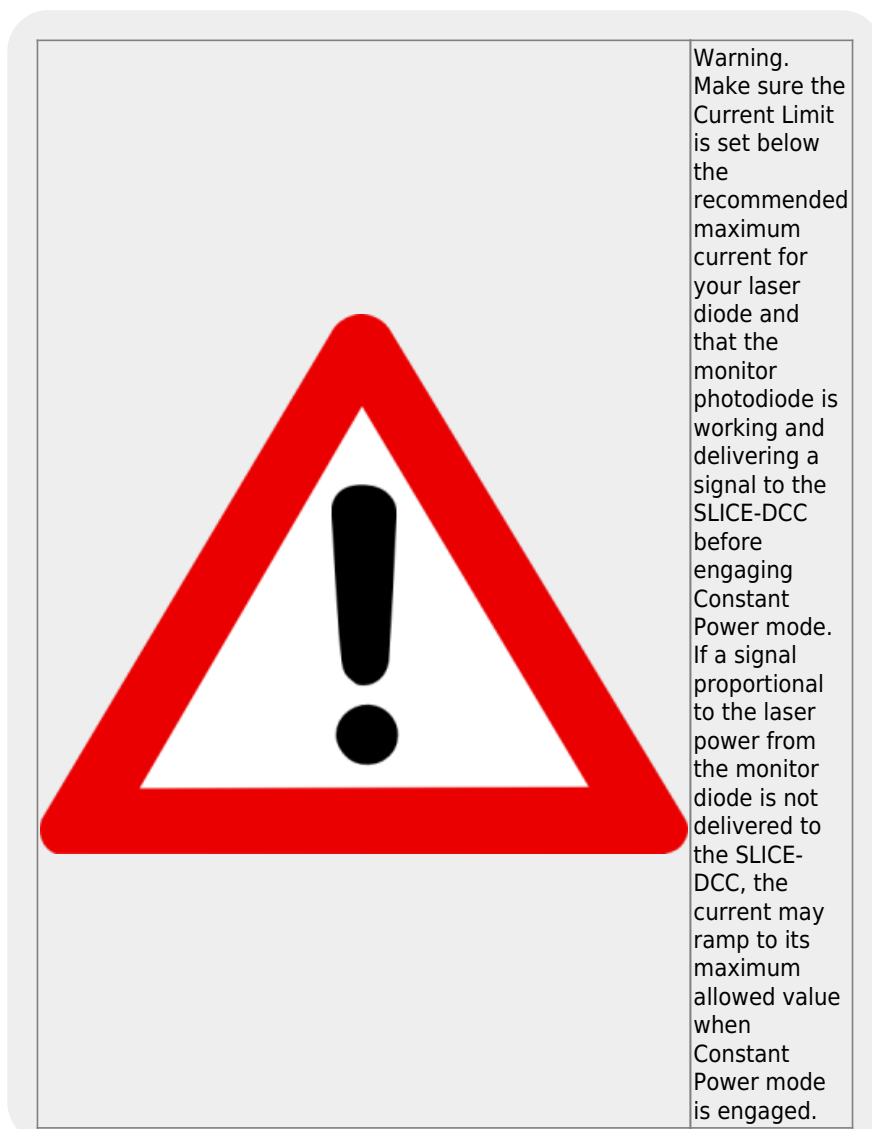 Warning.
Make sure the
Current Limit
is set below
the
recommended
maximum
current for
your laser
diode and
that the
monitor
photodiode is
working and
delivering a
signal to the
SLICE-DCC
before
engaging
Constant
Power mode.
If a signal
proportional
to the laser
power from
the monitor
diode is not
delivered to
the SLICE-
DCC, the
current may
ramp to its
maximum
allowed value
when
Constant
Power mode
is engaged.